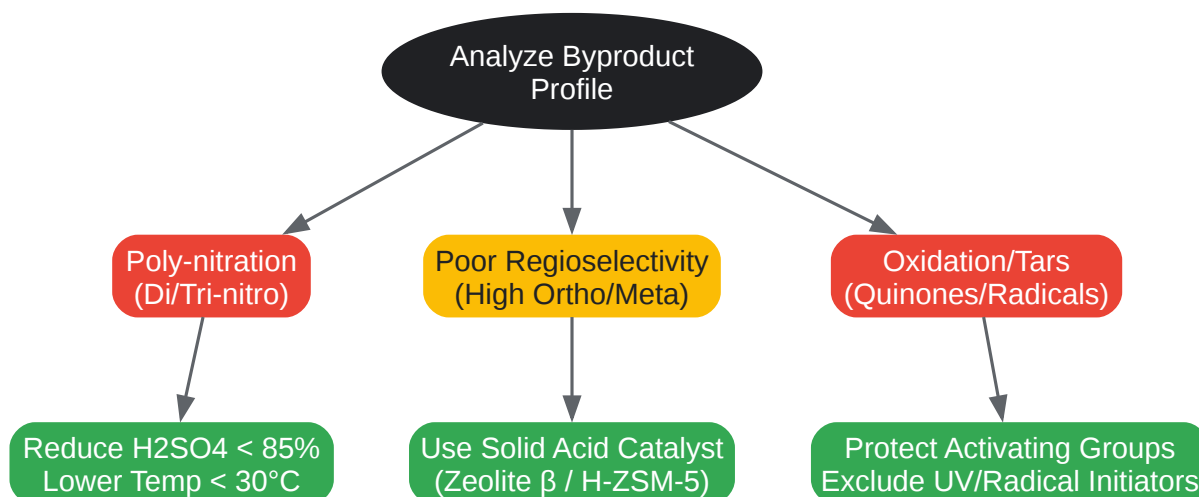 Analyze Byproduct
Profile
Poly-nitration
(Di/Tri-nitro)
Poor Regioselectivity
(High Ortho/Meta)
Oxidation/Tars
(Quinones/Radicals)
Reduce H2SO4 < 85%
Lower Temp < 30°C
Use Solid Acid Catalyst
(Zeolite β / H-ZSM-5)
Protect Activating Groups
Exclude UV/Radical Initiators